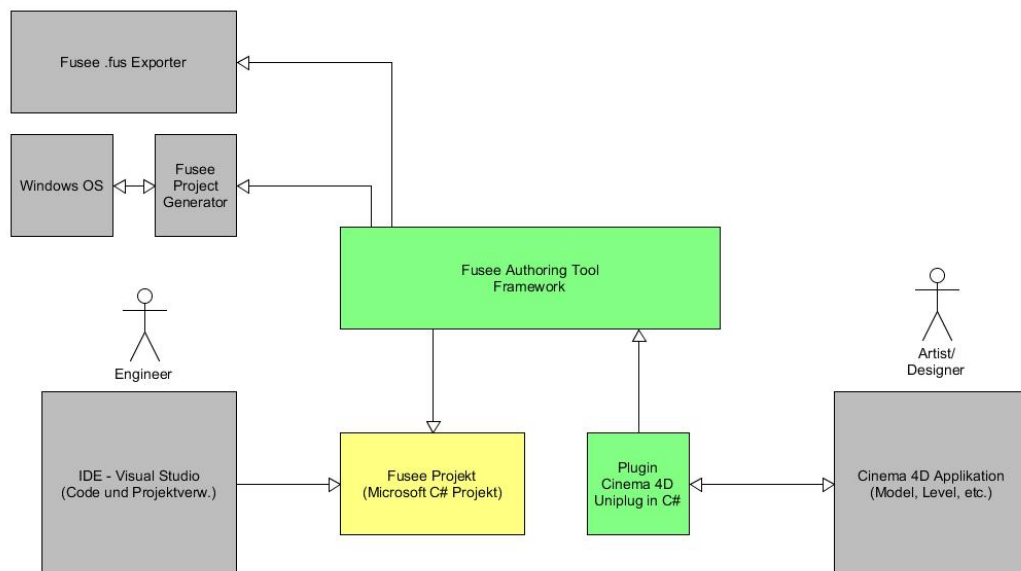 Fusee .fus Exporter
Windows OS
Fusee
Project
Generator
Fusee Authoring Tool
Framework
Engineer
Artist/
Designer
IDE - Visual Studio
(Code und Projektverw.)
Fusee Projekt
(Microsoft C# Projekt)
Plugin
Cinema 4D
Uniplug in C#
Cinema 4D Applikation
(Model, Level, etc.)